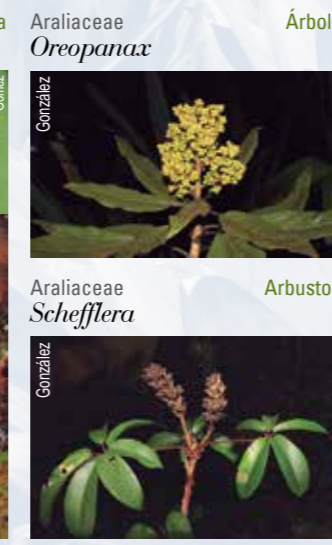 Araliaceae Árbol
Oreopanax
González
Araliaceae Arbusto
Schefflera
González